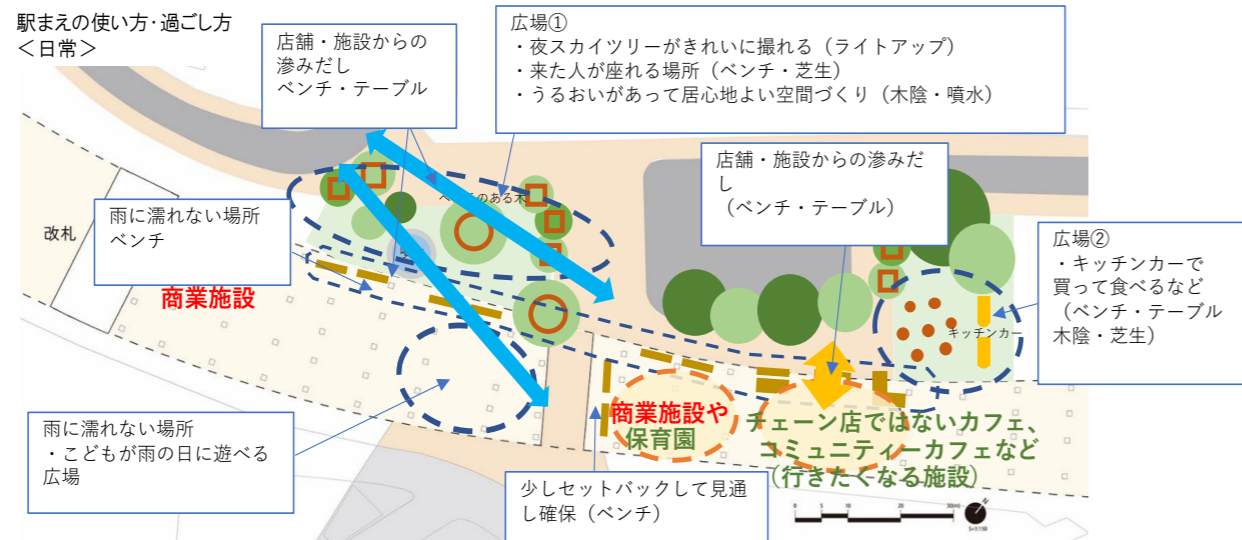 駅まえの使い方・過ごし方
＜日常＞
店舗・施設からの
滲みだし
ベンチ・テーブル
広場①
・夜スカイツリーがきれいに撮れる（ライトアップ）
・来た人が座れる場所（ベンチ・芝生）
・うるおいがあって居心地よい空間づくり（木陰・噴水）
店舗・施設からの滲みだ
し
（ベンチ・テーブル）
のある木
雨に濡れない場所
ベンチ
改札
商業施設
広場②
・キッチンカーで
買って食べるなど
（ベンチ・テーブル
木陰・芝生）
キッチンカー
雨に濡れない場所
・こどもが雨の日に遊べる
広場
商業施設や
保育園
チェーン店ではないカフェ、
コミュニティーカフェなど
（行きたくなる施設）
少しセットバックして見通
し確保（ベンチ）
0 5 10 20 30(m)
N
S=1:150